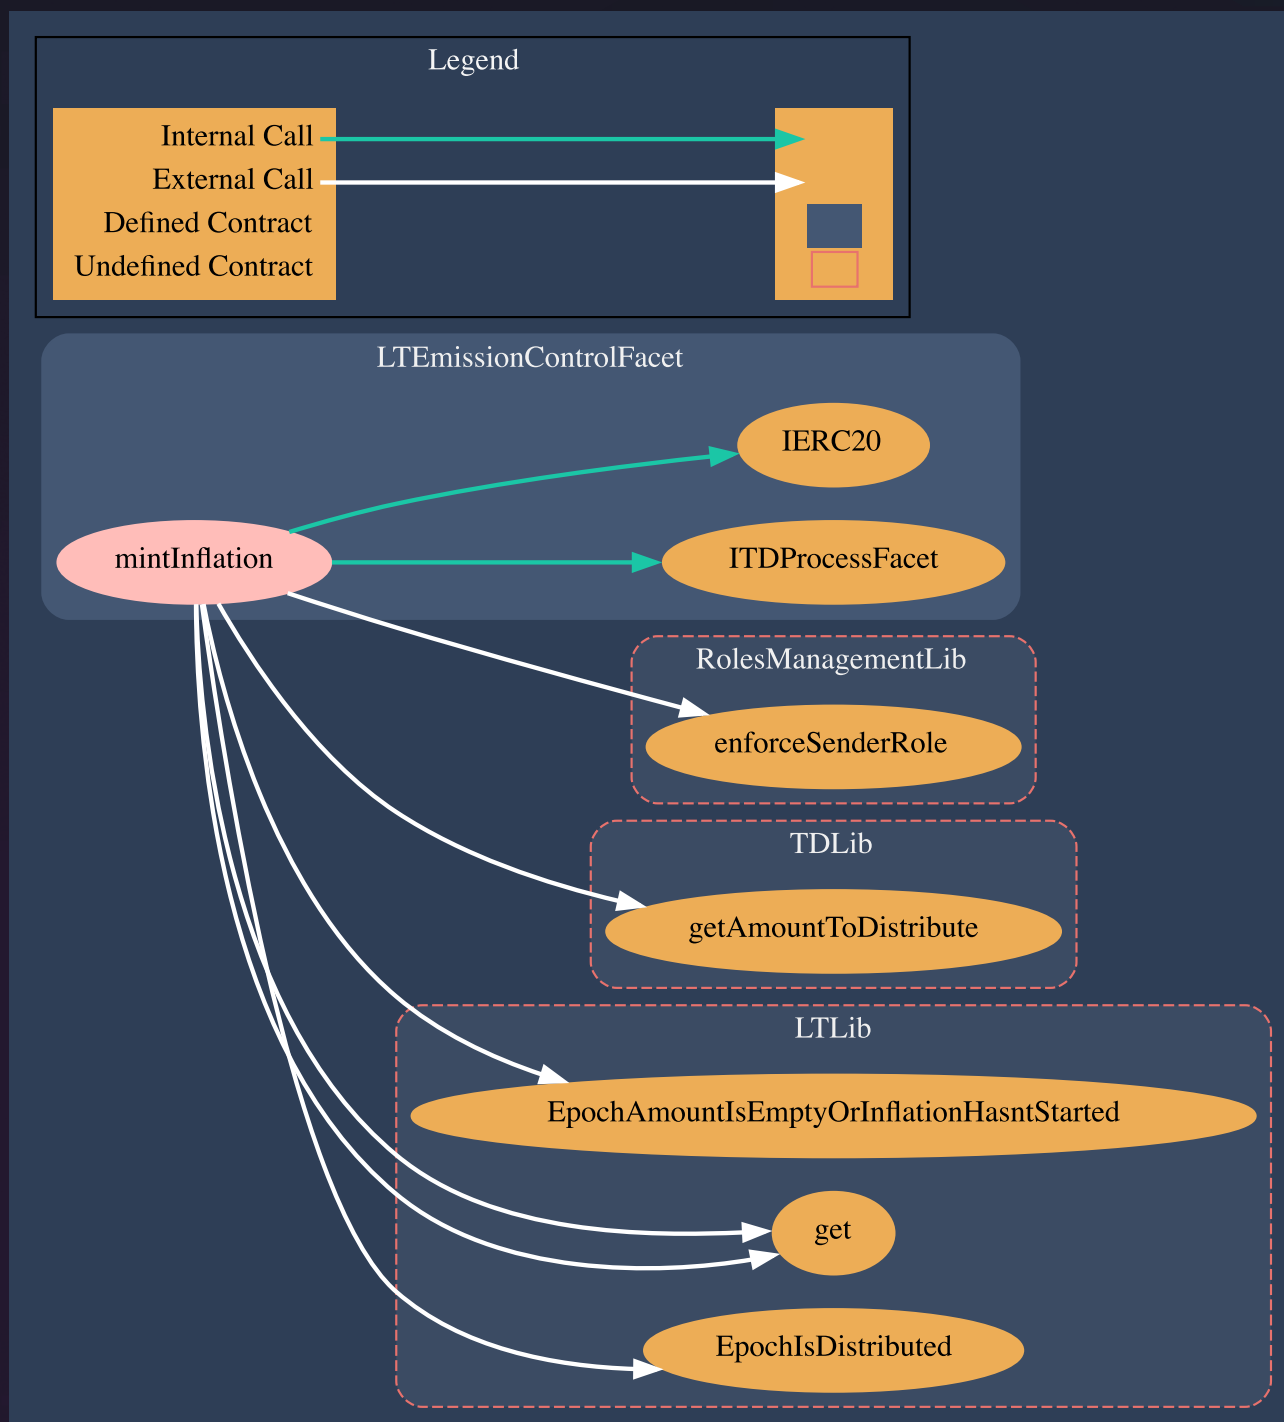 Legend
Internal Call
External Call
Defined Contract
Undefined Contract
LTEmissionControlFacet
IERC20
mintInflation
ITDProcessFacet
RolesManagementLib
enforceSenderRole
TDLib
getAmountToDistribute
LTLib
EpochAmountIsEmptyOrInflationHasntStarted
get
EpochIsDistributed